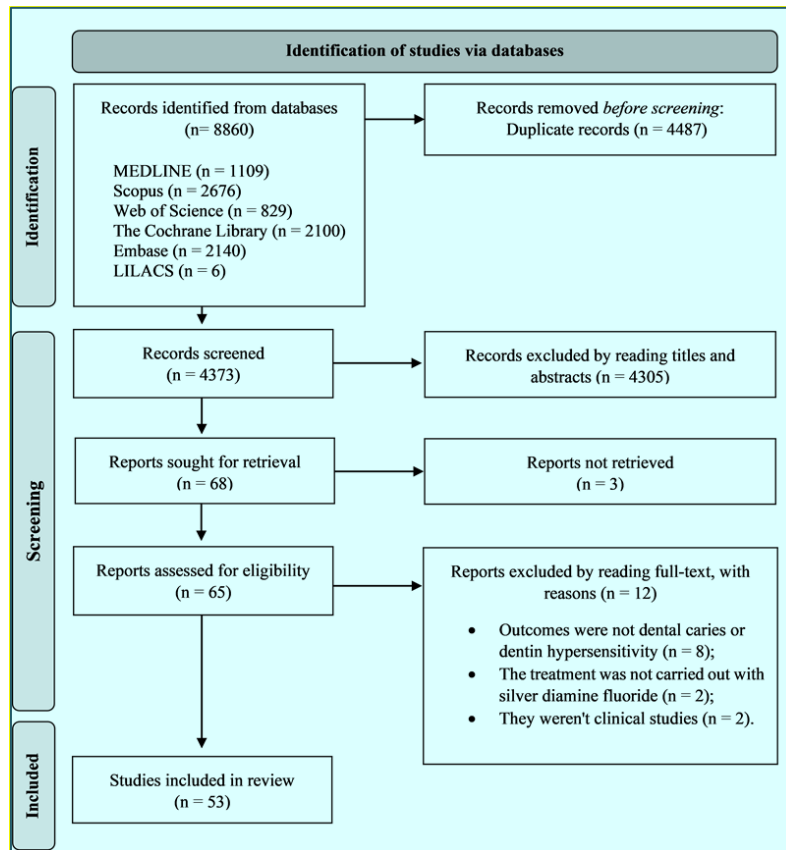 Identification of studies via databases
Identification
Records identified from databases
(n= 8860)
MEDLINE (n = 1109)
Scopus (n = 2676)
Web of Science (n = 829)
The Cochrane Library (n = 2100)
Embase (n = 2140)
LILACS (n = 6)
Records removed before screening:
Duplicate records (n = 4487)
Screening
Records screened
(n = 4373)
Records excluded by reading titles and
abstracts (n = 4305)
Reports sought for retrieval
(n = 68)
Reports not retrieved
(n = 3)
Reports assessed for eligibility
(n = 65)
Reports excluded by reading full-text, with
reasons (n = 12)
• Outcomes were not dental caries or
dentin hypersensitivity (n = 8);
• The treatment was not carried out with
silver diamine fluoride (n = 2);
• They weren't clinical studies (n = 2).
Included
Studies included in review
(n = 53)